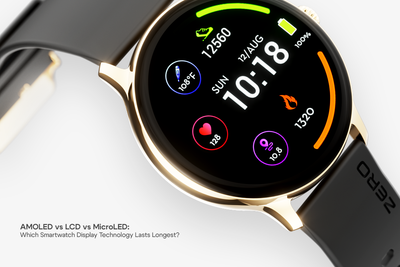 12560
12/AUG
100%
SUN
10:18
108°F
128
1320
10.8
ZERO
AMOLED vs LCD vs MicroLED:
Which Smartwatch Display Technology Lasts Longest?